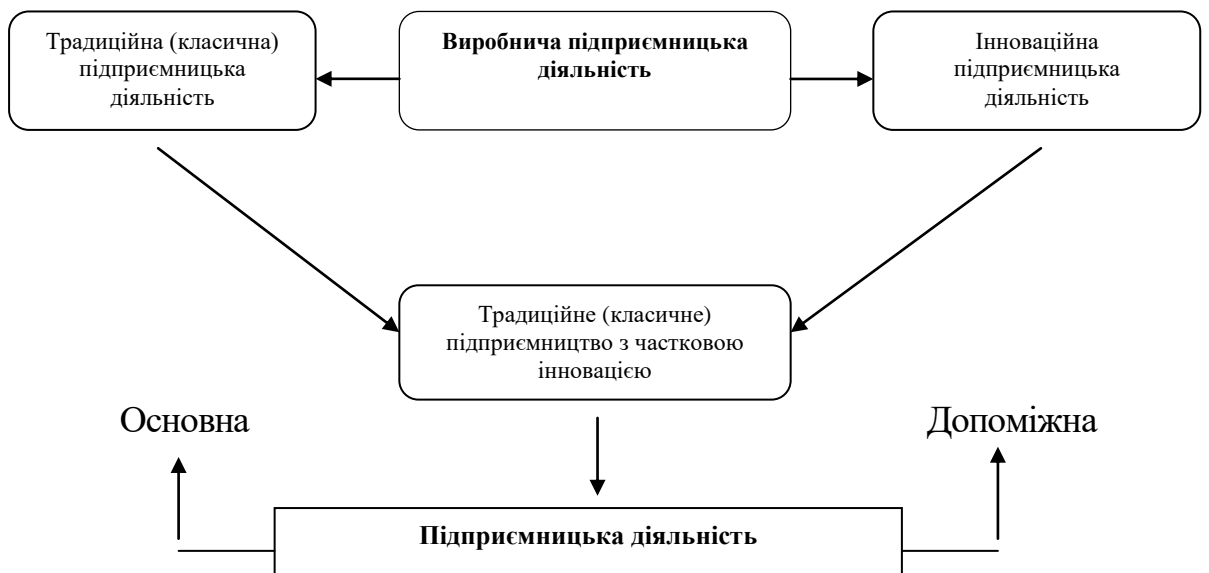 Традиційна (класична)
підприємницька
діяльність
Виробнича підприємницька
діяльність
Інноваційна
підприємницька
діяльність
Традиційне (класичне)
підприємництво з частковою
інновацією
Основна
Допоміжна
Підприємницька діяльність